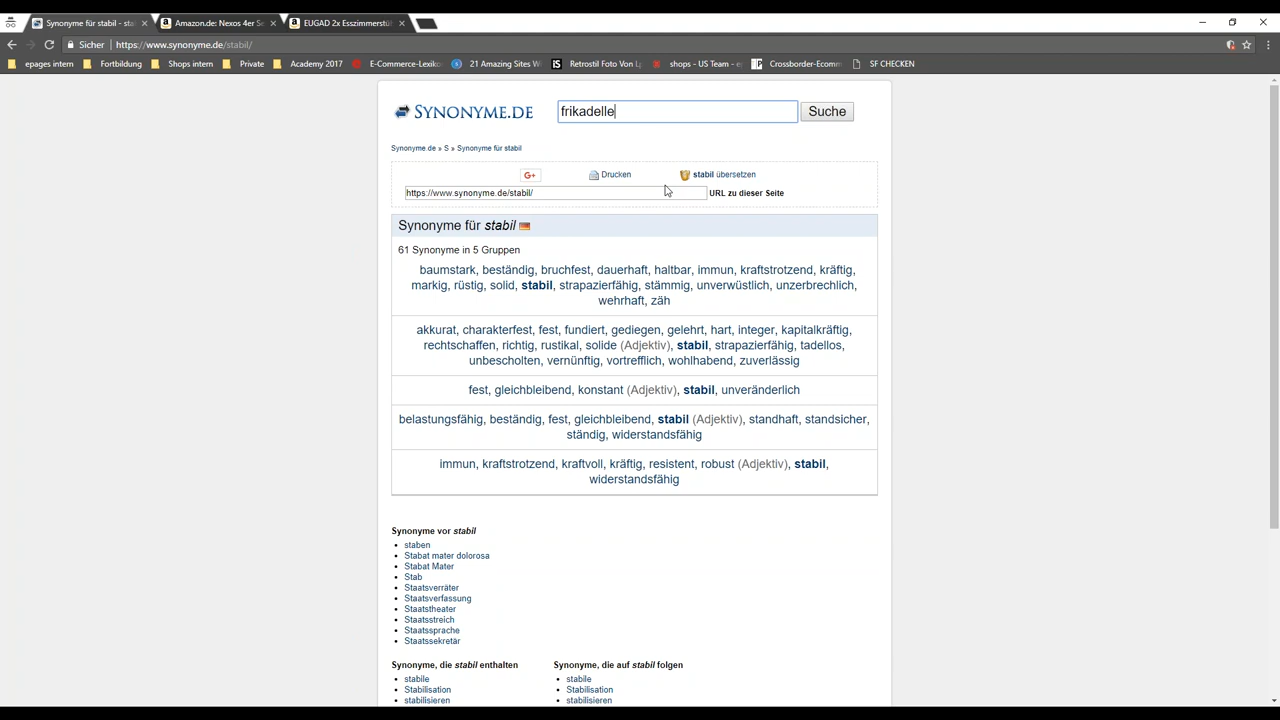 Synonyme für stabil - sta
Amazon.de: Nexos 4er Se
EUGAD 2x Esszimmerstü
Sicher
https://www.synonyme.de/stabil/
epages intern
Fortbildung
Shops intern
Private
Academy 2017
E-Commerce-Lexiko
21 Amazing Sites Wi
Retrostil Foto Von L
shops - US Team - e
Crossborder-Ecomm
SF CHECKEN
SYNONYME.DE
frikadelle
Suche
Synonyme.de » S » Synonyme für stabil
G+
Drucken
stabil übersetzen
https://www.synonyme.de/stabil/
URL zu dieser Seite
Synonyme für stabil
61 Synonyme in 5 Gruppen
baumstark, beständig, bruchfest, dauerhaft, haltbar, immun, kraftstrotzend, kräftig,
markig, rüstig, solid, stabil, strapazierfähig, stämmig, unverwüstlich, unzerbrechlich,
wehrhaft, zäh
akkurat, charakterfest, fest, fundiert, gediegen, gelehrt, hart, integer, kapitalkräftig,
rechtschaffen, richtig, rustikal, solide (Adjektiv), stabil, strapazierfähig, tadellos,
unbescholten, vernünftig, vortrefflich, wohlhabend, zuverlässig
fest, gleichbleibend, konstant (Adjektiv), stabil, unveränderlich
belastungsfähig, beständig, fest, gleichbleibend, stabil (Adjektiv), standhaft, standsicher,
ständig, widerstandsfähig
immun, kraftstrotzend, kraftvoll, kräftig, resistent, robust (Adjektiv), stabil,
widerstandsfähig
Synonyme vor stabil
staben
Stabat mater dolorosa
Stabat Mater
Stab
Staatsverräter
Staatsverfassung
Staatstheater
Staatsstreich
Staatssprache
Staatssekretär
Synonyme, die stabil enthalten
stabile
Stabilisation
stabilisieren
Synonyme, die auf stabil folgen
stabile
Stabilisation
stabilisieren